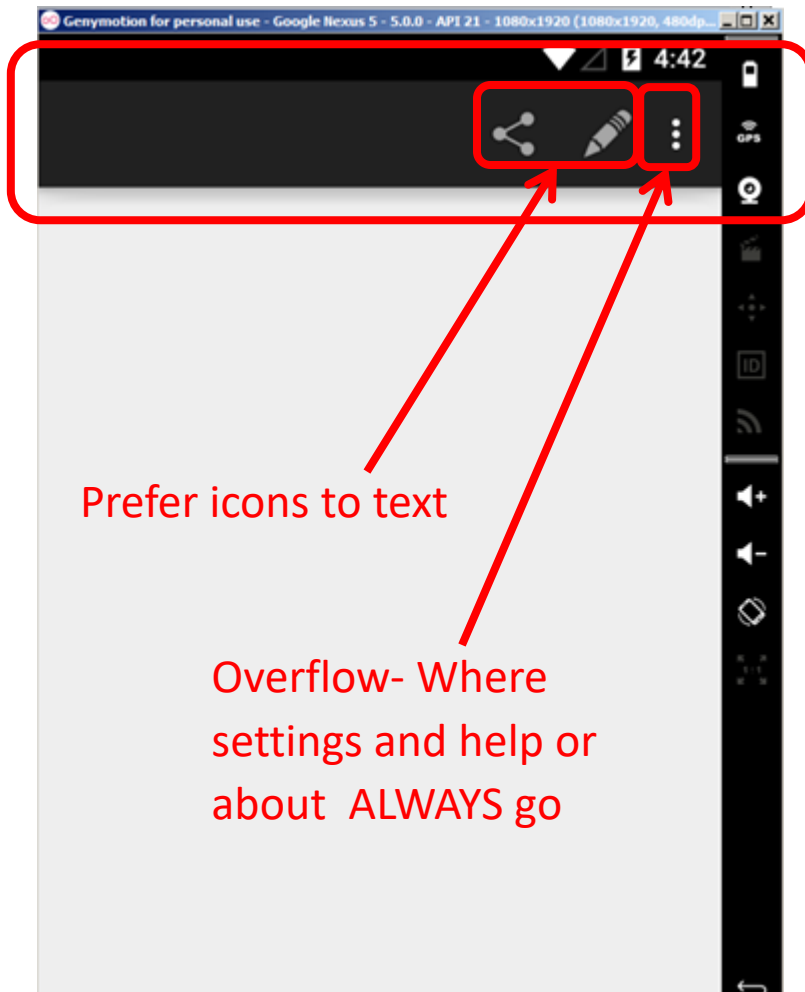 Genymotion for personal use - Google Nexus 5 - 5.0.0 - API 21 - 1080x1920 (1080x1920, 480dp...
4:42
GPS
ID
Prefer icons to text
Overflow- Where
settings and help or
about ALWAYS go